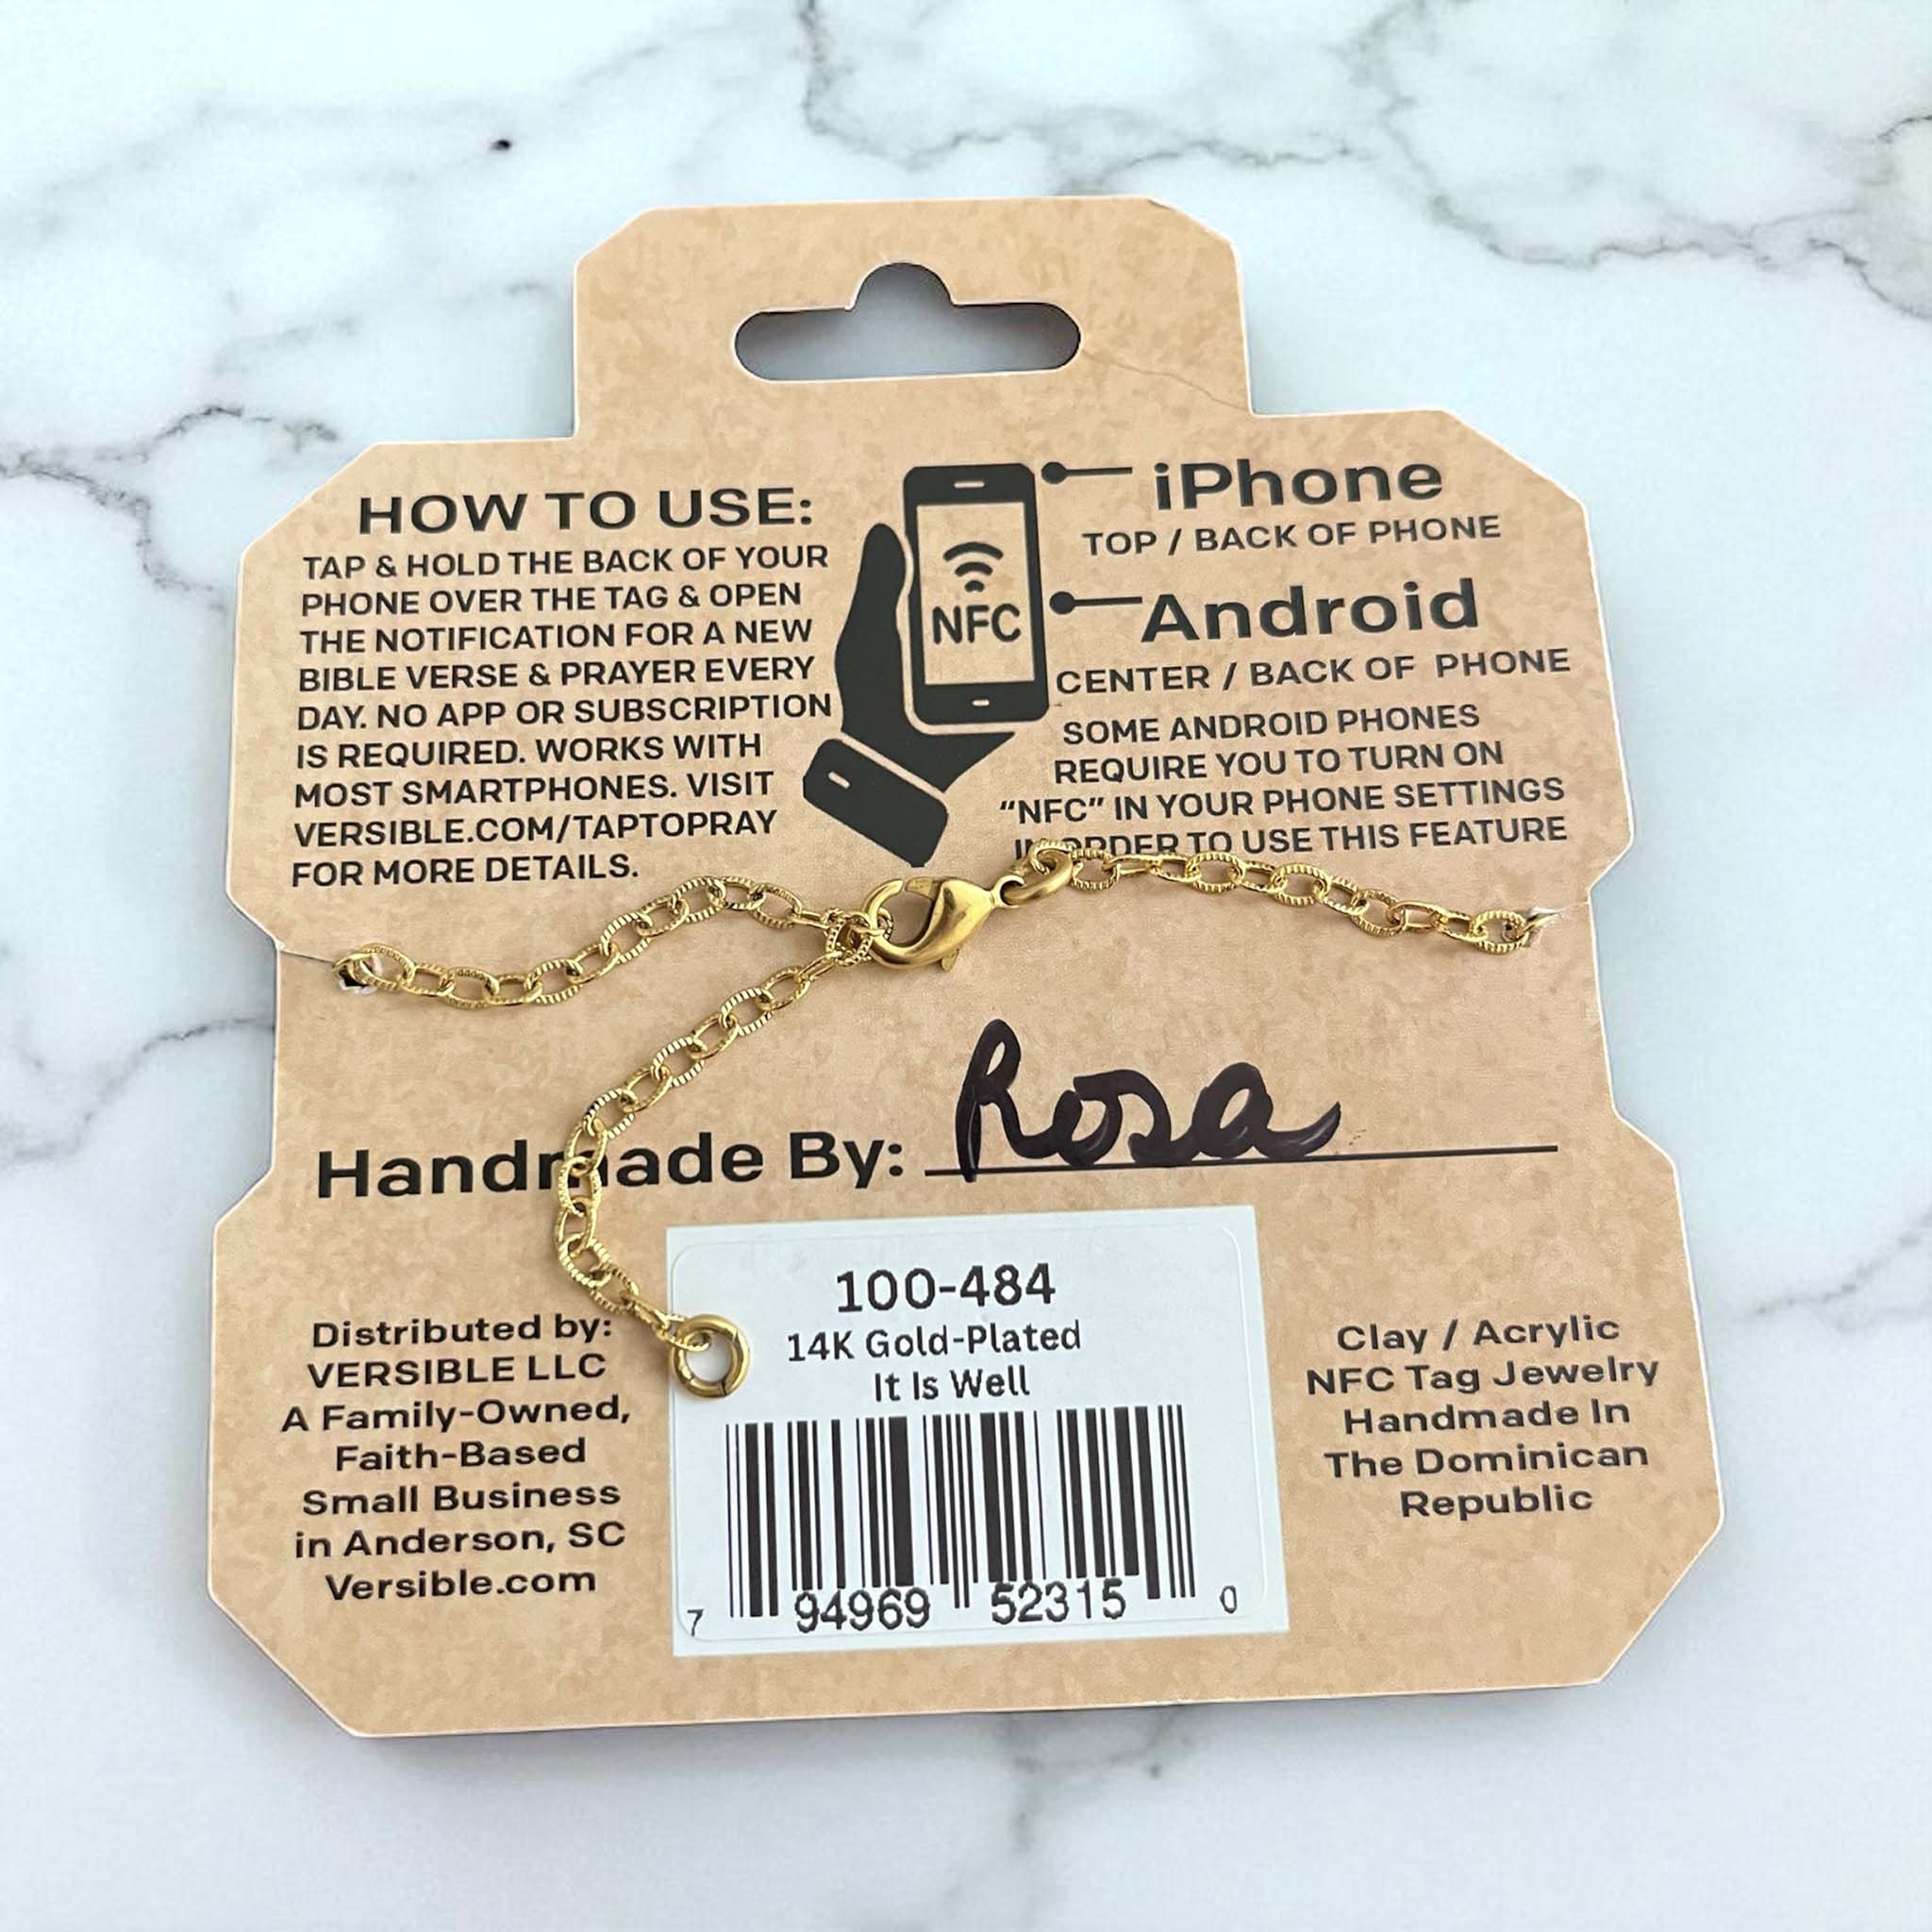 HOW TO USE:
TAP & HOLD THE BACK OF YOUR
PHONE OVER THE TAG & OPEN
THE NOTIFICATION FOR A NEW
BIBLE VERSE & PRAYER EVERY
DAY. NO APP OR SUBSCRIPTION
IS REQUIRED. WORKS WITH
MOST SMARTPHONES. VISIT
VERSIBLE.COM/TAPTOPRAY
FOR MORE DETAILS.
NFC
iPhone
TOP / BACK OF PHONE
Android
CENTER / BACK OF PHONE
SOME ANDROID PHONES
REQUIRE YOU TO TURN ON
“NFC” IN YOUR PHONE SETTINGS
IN ORDER TO USE THIS FEATURE
Handmade By: Rosa
Distributed by:
VERSIBLE LLC
A Family-Owned,
Faith-Based
Small Business
in Anderson, SC
Versible.com
100-484
14K Gold-Plated
It Is Well
7 94969 52315 0
Clay / Acrylic
NFC Tag Jewelry
Handmade In
The Dominican
Republic